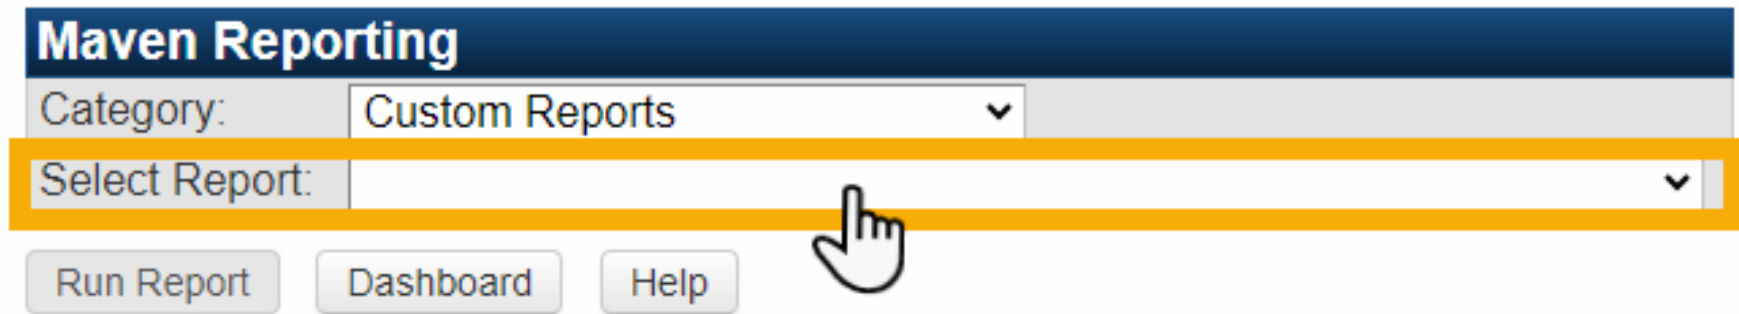 Maven Reporting
Category: Custom Reports
Select Report:
Run Report Dashboard Help